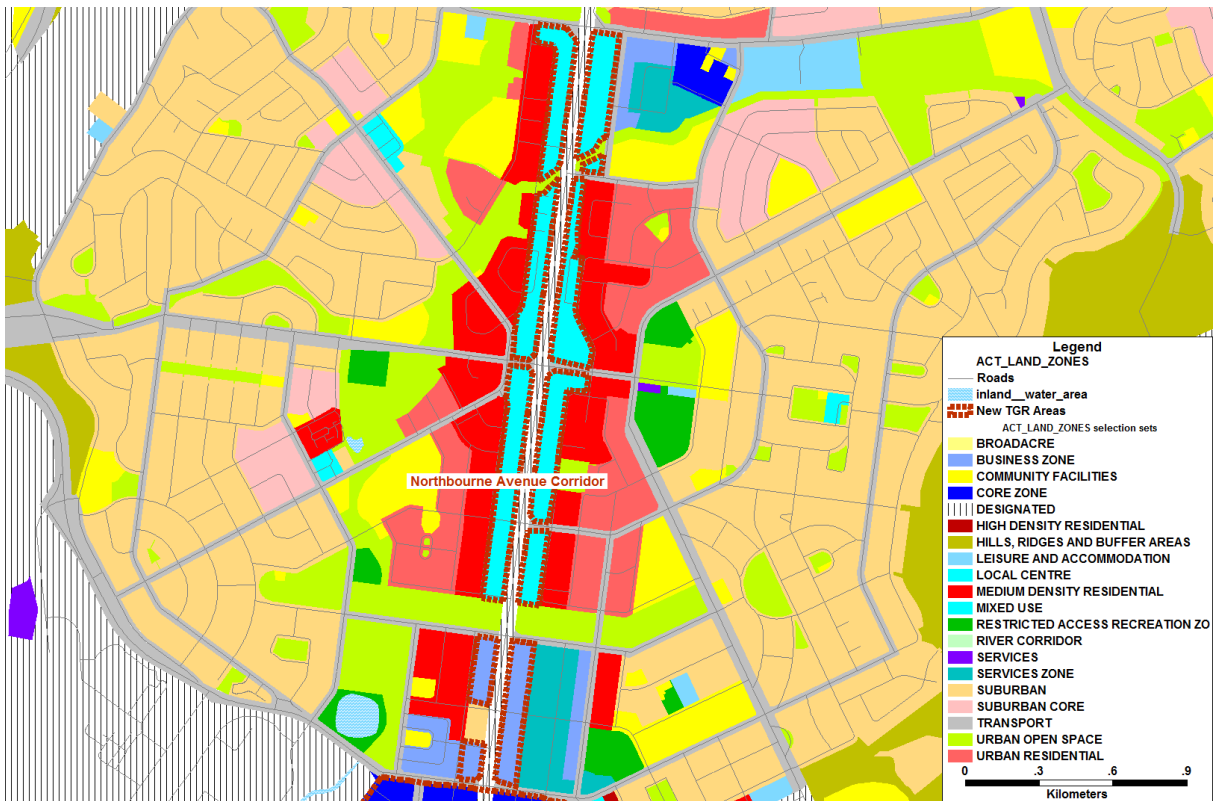 Northbourne Avenue Corridor
Legend
ACT_LAND_ZONES
Roads
inland__water_area
New TGR Areas
ACT_LAND_ZONES selection sets
BROADACRE
BUSINESS ZONE
COMMUNITY FACILITIES
CORE ZONE
DESIGNATED
HIGH DENSITY RESIDENTIAL
HILLS, RIDGES AND BUFFER AREAS
LEISURE AND ACCOMMODATION
LOCAL CENTRE
MEDIUM DENSITY RESIDENTIAL
MIXED USE
RESTRICTED ACCESS RECREATION ZO
RIVER CORRIDOR
SERVICES
SERVICES ZONE
SUBURBAN
SUBURBAN CORE
TRANSPORT
URBAN OPEN SPACE
URBAN RESIDENTIAL
0 .3 .6 .9
Kilometers